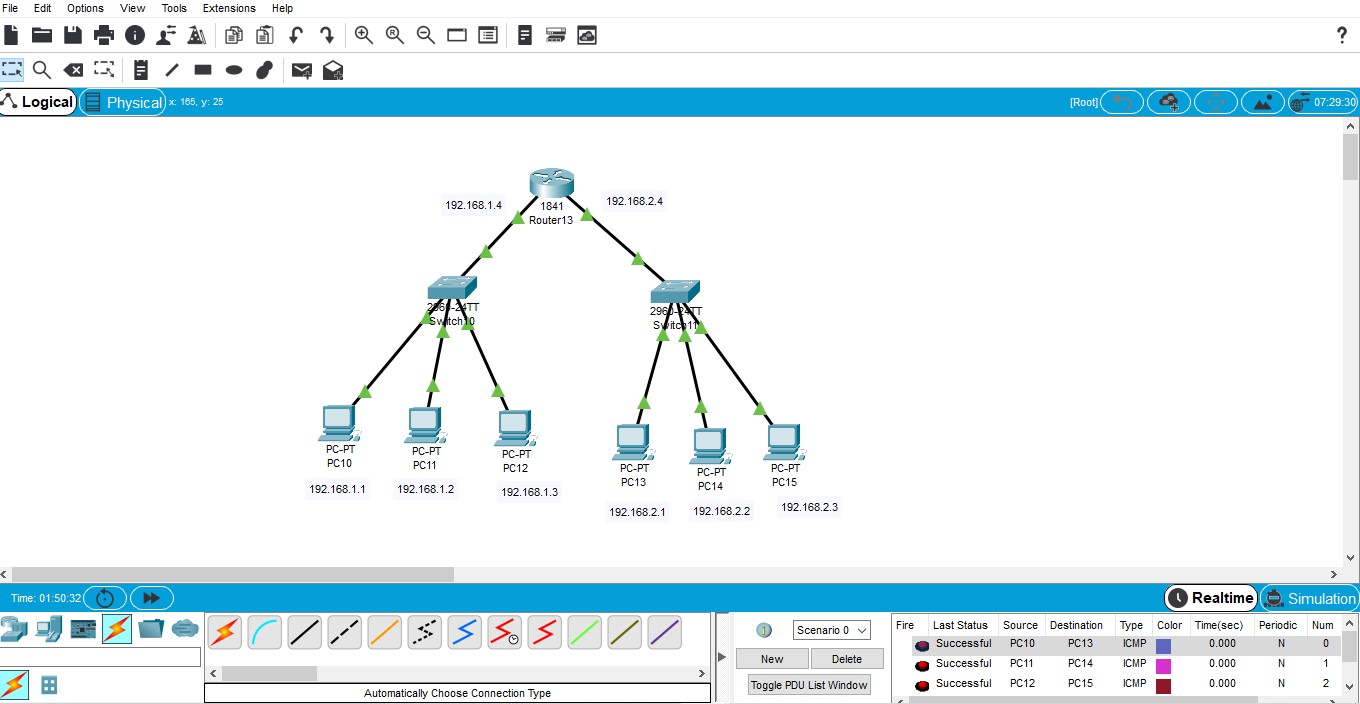 File Edit Options View Tools Extensions Help
?
Logical Physical x: 165, y: 25 [Root] 07:29:30
192.168.1.4 192.168.2.4
1841
Router13
2960-24TT 2960-24TT
Switch10 Switch11
PC-PT PC-PT PC-PT PC-PT PC-PT PC-PT
PC10 PC11 PC12 PC13 PC14 PC15
192.168.1.1 192.168.1.2 192.168.1.3 192.168.2.1 192.168.2.2 192.168.2.3
Time: 01:50:32 Realtime Simulation
Scenario 0
New Delete
Toggle PDU List Window
Automatically Choose Connection Type
Fire Last Status Source Destination Type Color Time(sec) Periodic Num
Successful PC10 PC13 ICMP 0.000 N 0
Successful PC11 PC14 ICMP 0.000 N 1
Successful PC12 PC15 ICMP 0.000 N 2